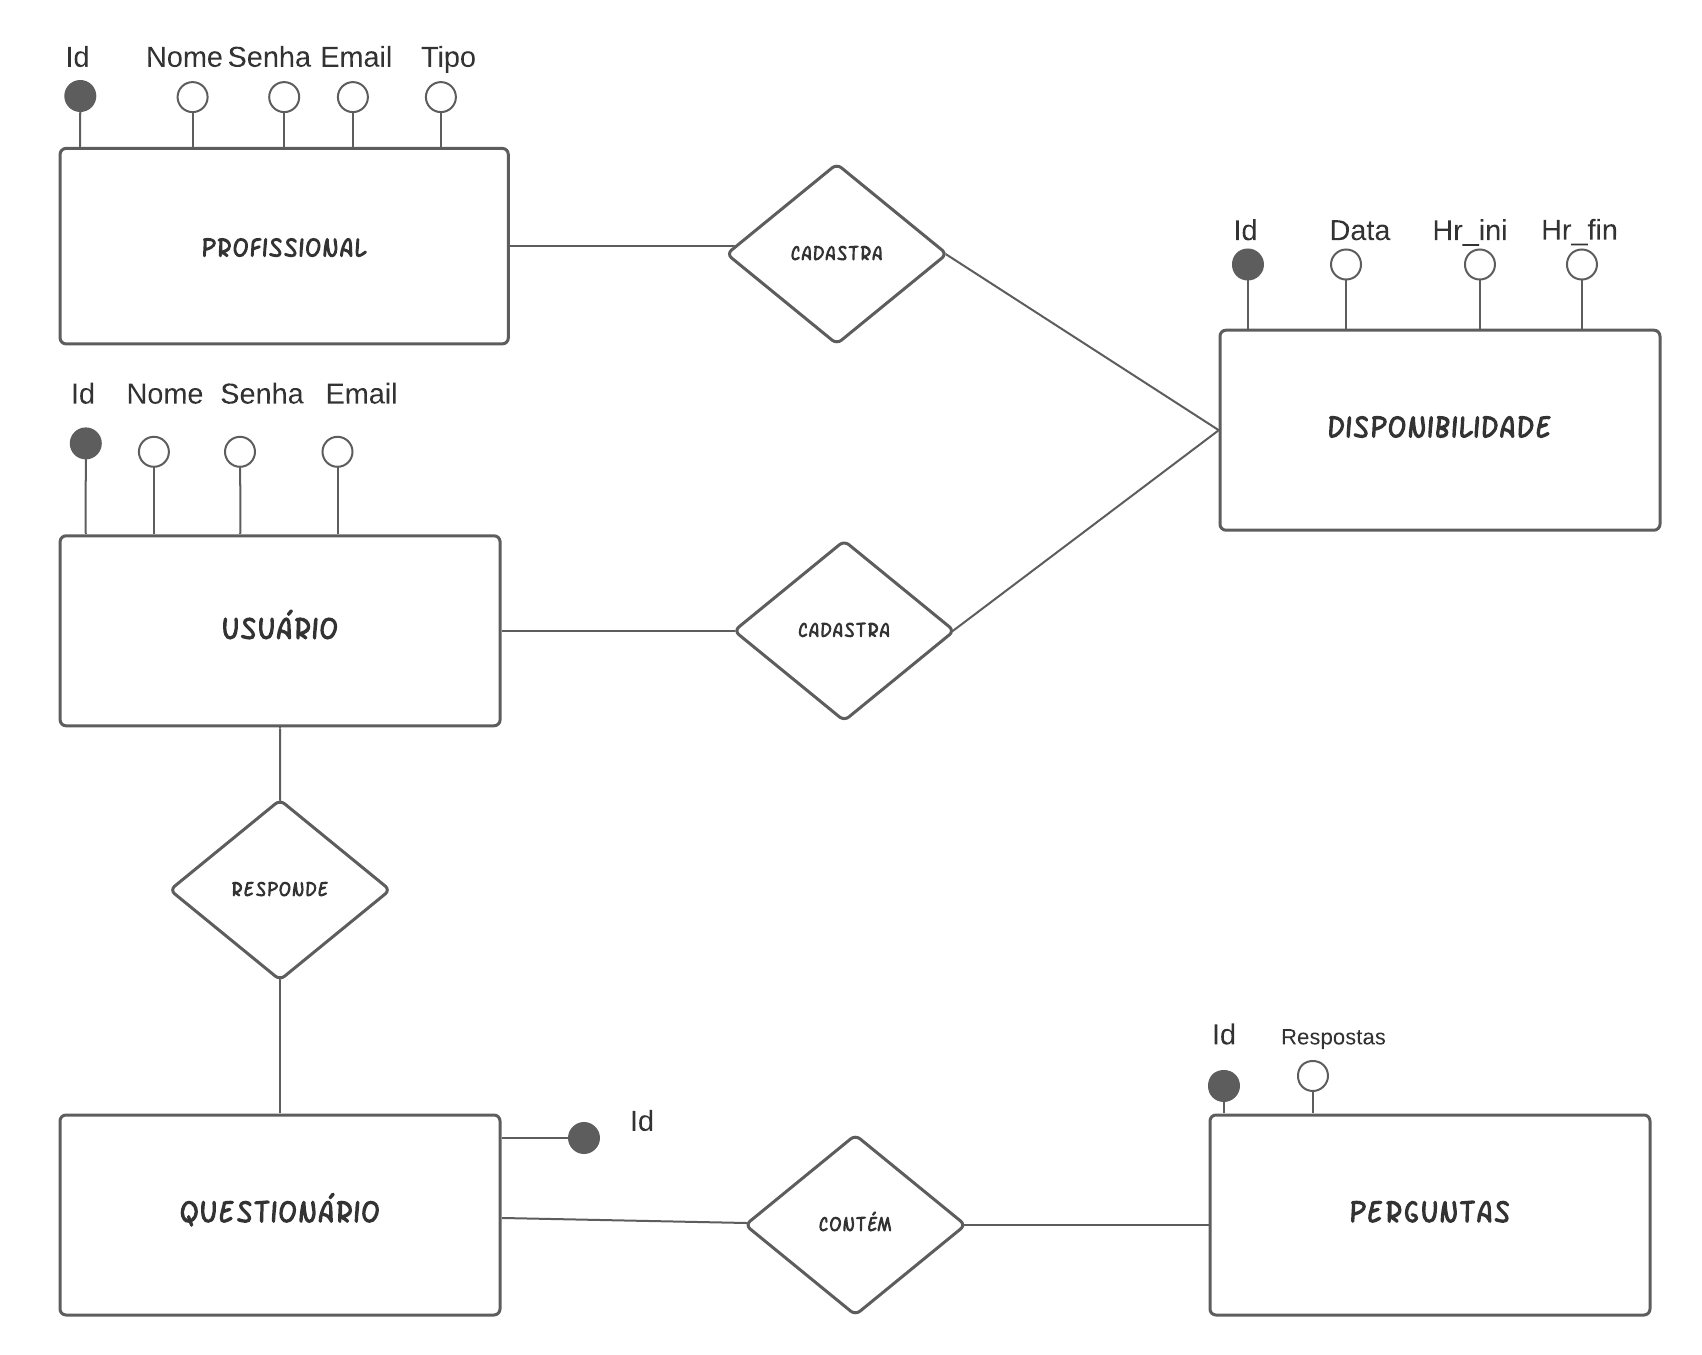 Id Nome Senha Email Tipo
PROFISSIONAL
CADASTRA
Id Data Hr_ini Hr_fin
DISPONIBILIDADE
Id Nome Senha Email
USUÁRIO
CADASTRA
RESPONDE
Id Respostas
Id
QUESTIONÁRIO
CONTÉM
PERGUNTAS